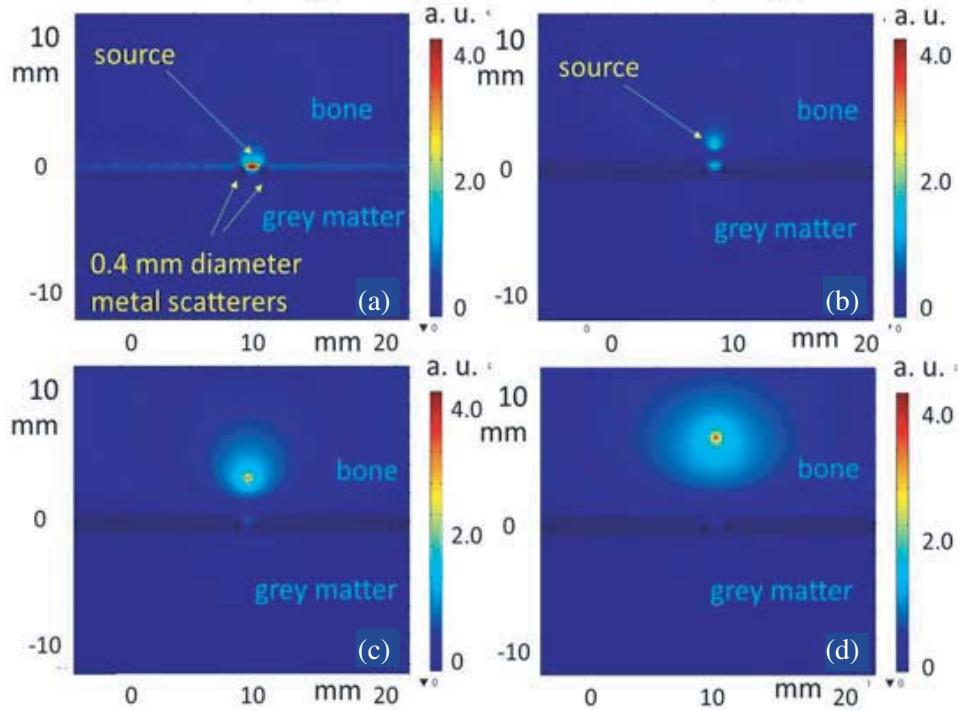 a. u.
10
mm
source
bone
4.0
2.0
0
grey matter
0.4 mm diameter
metal scatterers
-10
(a)
0
0
10
mm
20
a. u.
10
mm
source
bone
4.0
2.0
0
grey matter
-10
(b)
0
0
10
mm
20
a. u.
10
mm
bone
4.0
2.0
0
grey matter
-10
(c)
0
0
10
mm
20
a. u.
10
mm
bone
4.0
2.0
0
grey matter
-10
(d)
0
0
10
mm
20